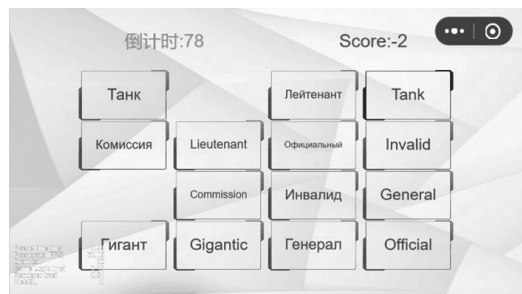 倒计时:78 Score:-2
Танк Лейтенант Tank
Комиссия Lieutenant Официальный Invalid
Commission Инвалид General
Гигант Gigantic Генерал Official